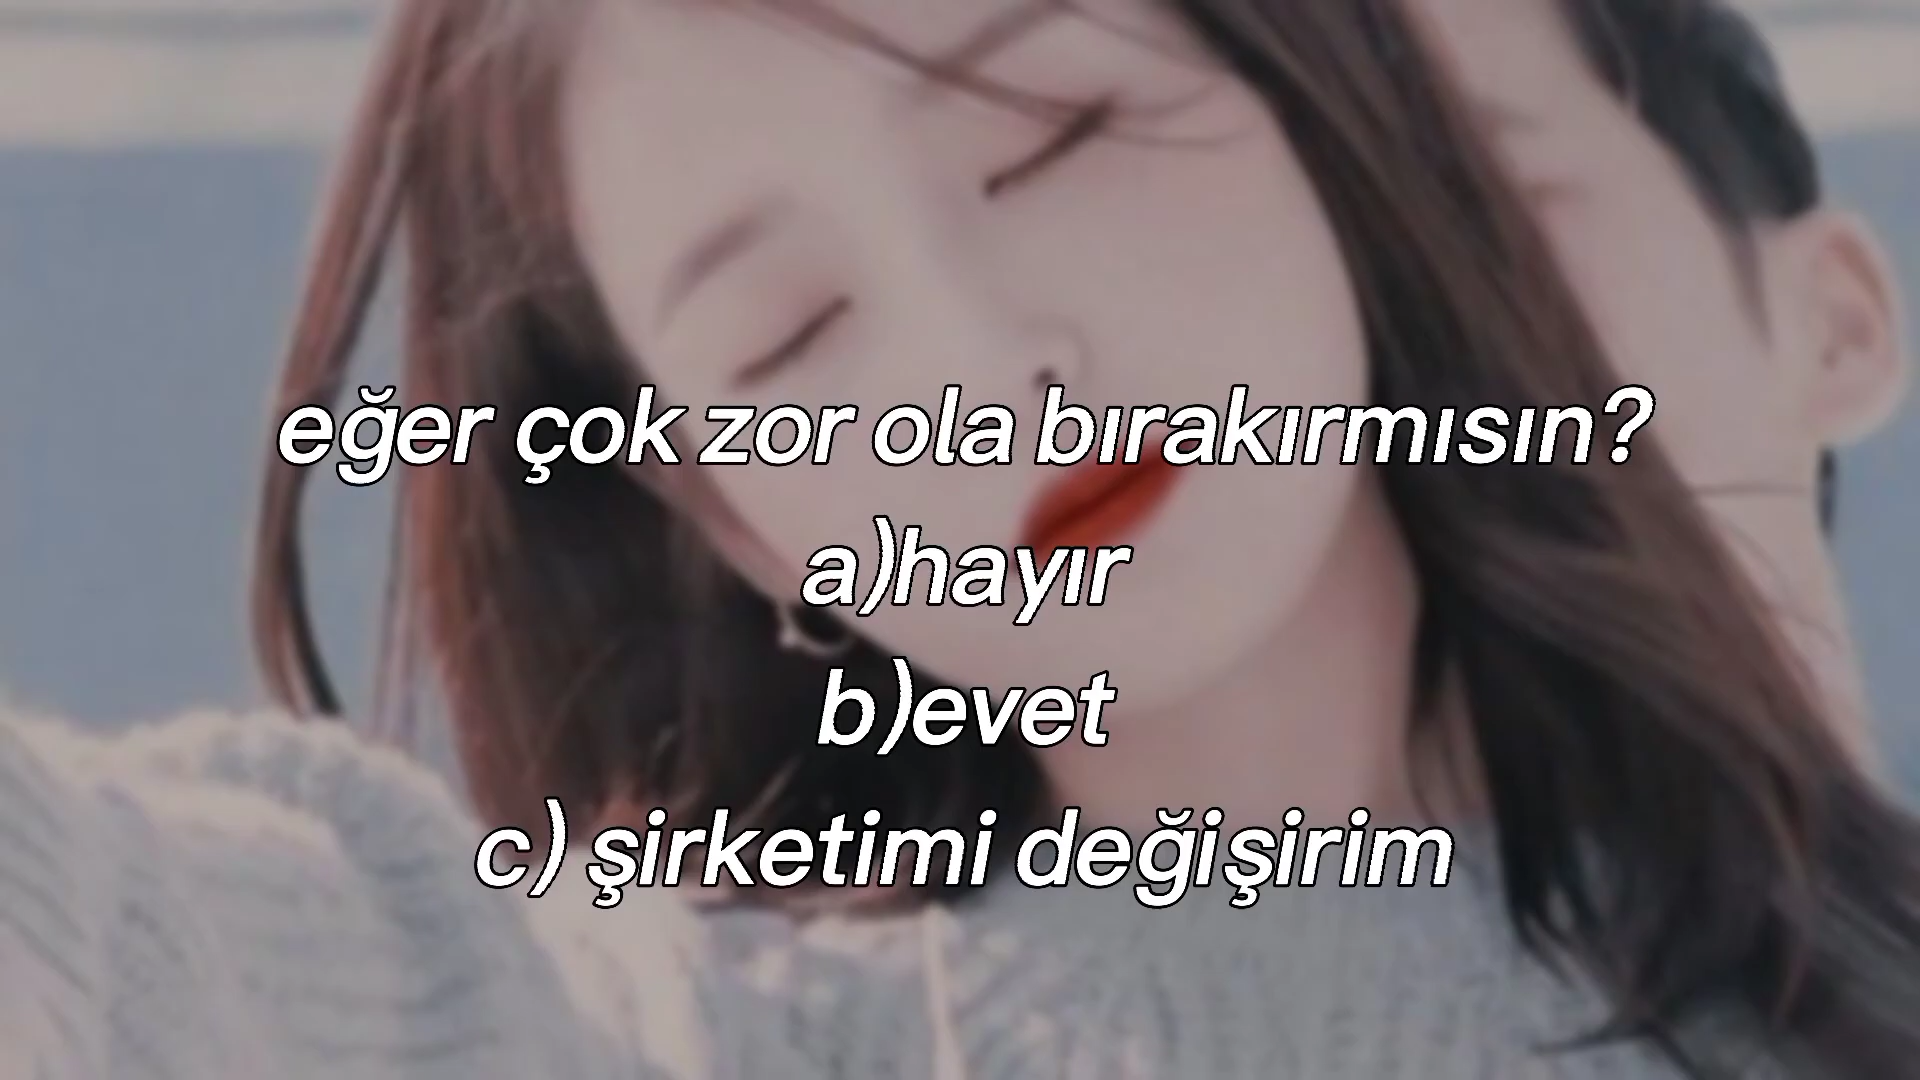 eğer çok zor ola bırakırmısın?
a)hayır
b)evet
c) şirketimi değişirim